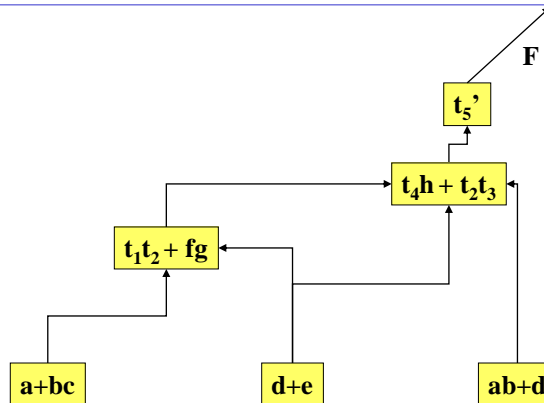 F
t₅’
t₄h + t₂t₃
t₁t₂ + fg
a+bc
d+e
ab+d